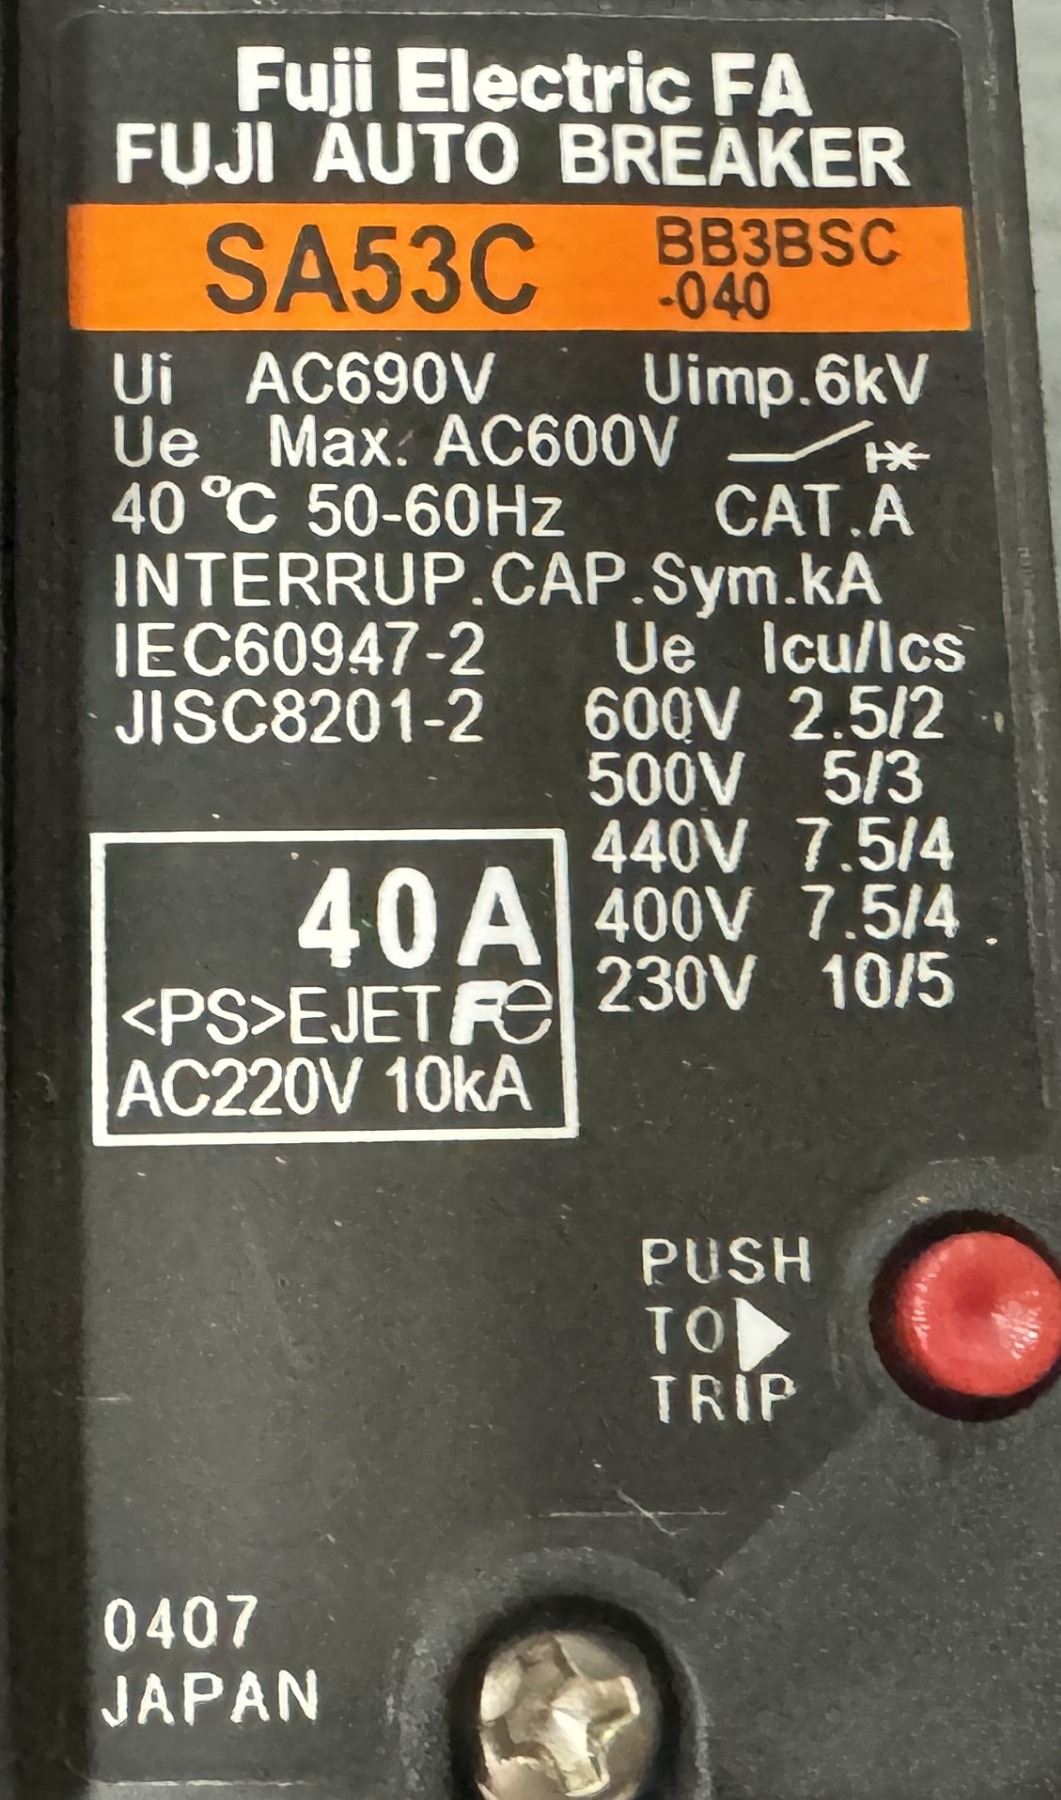 Fuji Electric FA
FUJI AUTO BREAKER
SA53C BB3BSC
-040
Ui AC690V Uimp.6kV
Ue Max. AC600V
40℃ 50-60Hz CAT.A
INTERRUP.CAP.Sym.kA
IEC60947-2 Ue Icu/Ics
JISC8201-2 600V 2.5/2
500V 5/3
440V 7.5/4
400V 7.5/4
230V 10/5
40A
<PS>EJET Fe
AC220V 10kA
PUSH
TO
TRIP
0407
JAPAN